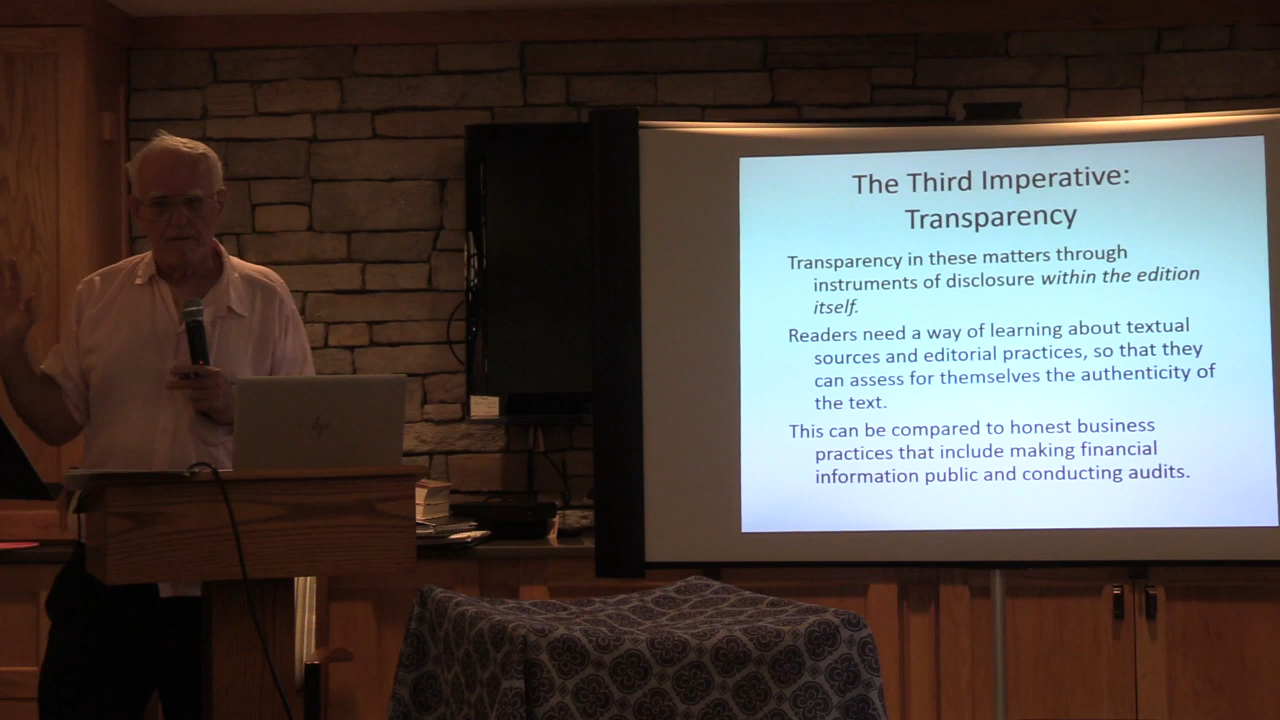 The Third Imperative:
Transparency
Transparency in these matters through
instruments of disclosure within the edition
itself.
Readers need a way of learning about textual
sources and editorial practices, so that they
can assess for themselves the authenticity of
the text.
This can be compared to honest business
practices that include making financial
information public and conducting audits.
hp